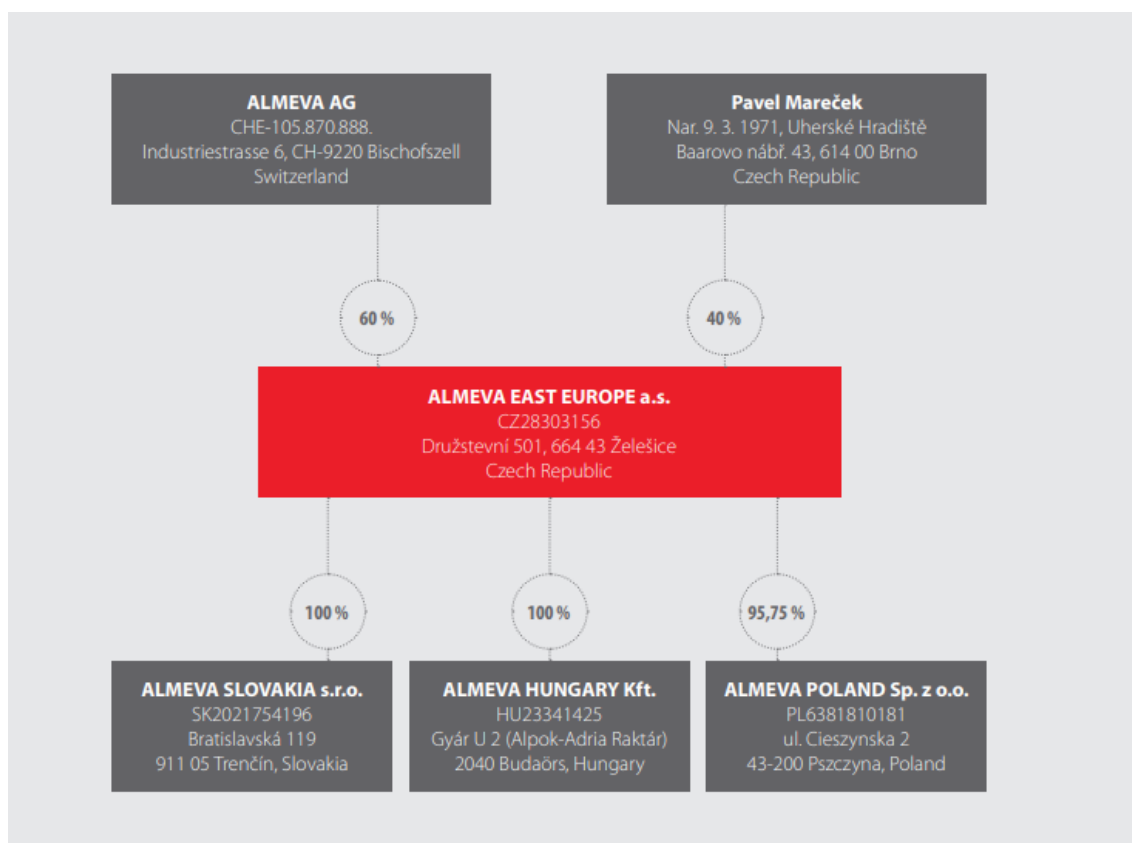 ALMEVA AG
CHE-105.870.888.
Industriestrasse 6, CH-9220 Bischofszell
Switzerland
Pavel Mareček
Nar. 9. 3. 1971, Uherské Hradiště
Baarovo nábř. 43, 614 00 Brno
Czech Republic
60 %
40 %
ALMEVA EAST EUROPE a.s.
CZ28303156
Družstevní 501, 664 43 Želešice
Czech Republic
100 %
100 %
95,75 %
ALMEVA SLOVAKIA s.r.o.
SK2021754196
Bratislavská 119
911 05 Trenčín, Slovakia
ALMEVA HUNGARY Kft.
HU23341425
Gyár U 2 (Alpok-Adria Raktár)
2040 Budaörs, Hungary
ALMEVA POLAND Sp. z o.o.
PL6381810181
ul. Cieszynska 2
43-200 Pszczyna, Poland